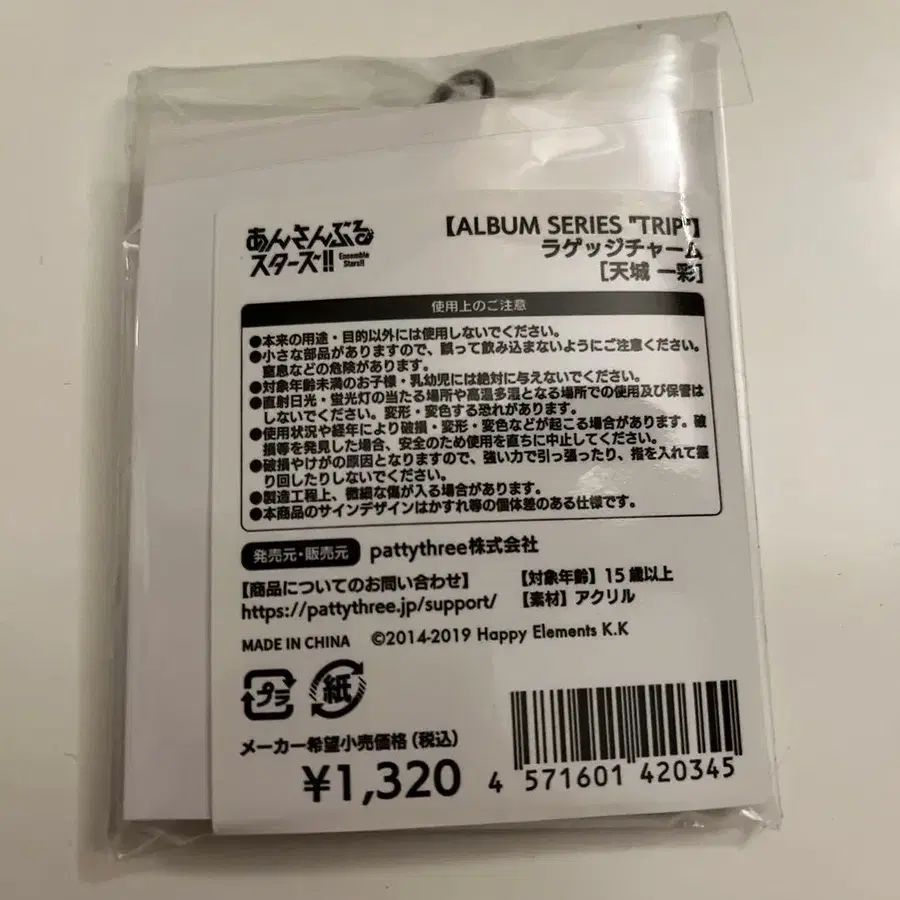 あんさんぶる
スターズ!!
Ensemble
Stars!!
【ALBUM SERIES "TRIP"】
ラゲッジチャーム
[天城 一彩]
使用上のご注意
●本来の用途・目的以外には使用しないでください。
●小さな部品がありますので、誤って飲み込まないようにご注意ください。
窒息などの危険があります。
●対象年齢未満のお子様・乳幼児には絶対に与えないでください。
●直射日光・蛍光灯の当たる場所や高温多湿となる場所での使用及び保管は
しないでください。変形・変色する恐れがあります。
●使用状況や経年により破損・変形・変色などが起こる場合があります。破
損等を発見した場合、安全のため使用を直ちに中止してください。
●破損やけがの原因となりますので、強い力で引っ張ったり、指を入れて振
り回したりしないでください。
●製造工程上、微細な傷が入る場合があります。
●本商品のサインデザインはかすれ等の個体差のある仕様です。
発売元・販売元 pattythree株式会社
【商品についてのお問い合わせ】 【対象年齢】15歳以上
https://pattythree.jp/support/ 【素材】アクリル
MADE IN CHINA ©2014-2019 Happy Elements K.K
プラ 紙
メーカー希望小売価格(税込)
¥1,320
4 571601 420345